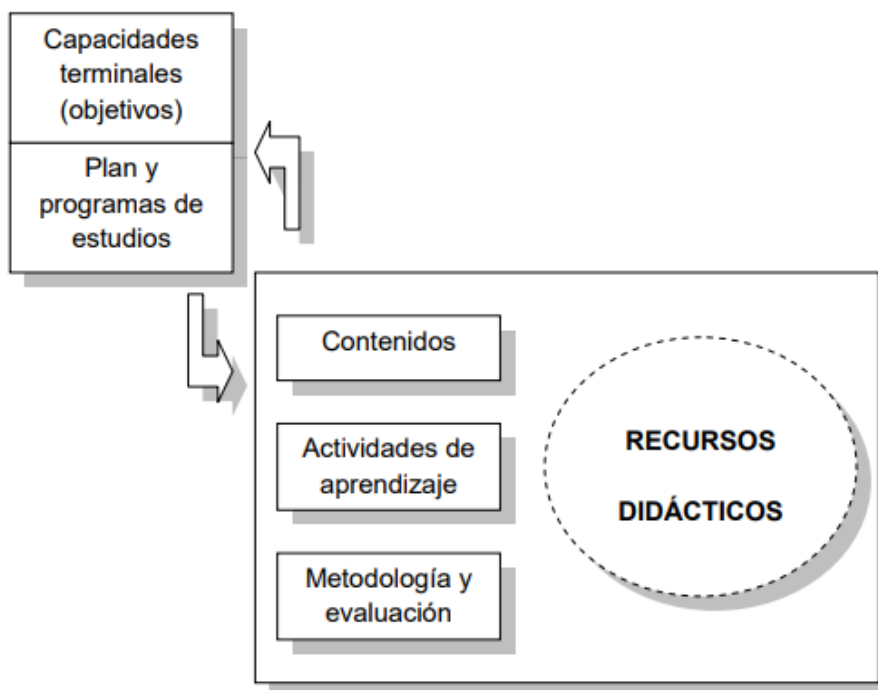 Capacidades
terminales
(objetivos)
Plan y
programas de
estudios
Contenidos
Actividades de
aprendizaje
Metodología y
evaluación
RECURSOS
DIDÁCTICOS